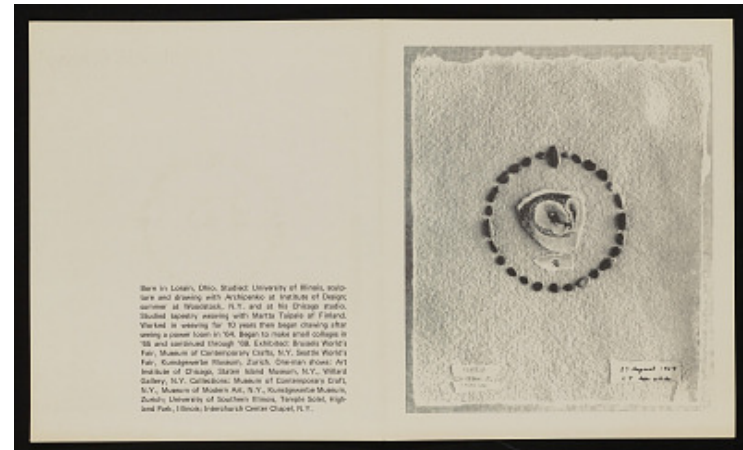 Born in Lorain, Ohio. Studied: University of Illinois, sculp-
ture and drawing with Archipenko at Institute of Design;
summer at Woodstock, N.Y. and at his Chicago studio.
Studied tapestry weaving with Martta Taipale of Finland.
Worked in weaving for 10 years then began drawing after
seeing a power loom in '64. Began to make small collages in
and continued through Exhibited: Brussels World's
Fair, Museum of Contemporary Crafts, N.Y. Seattle World's
Fair, Kunstgewerbe Museum, Zurich. One-man shows: Art
Institute of Chicago, Staten Island Museum, N.Y., Willard
Gallery, N.Y. Collections: Museum of Contemporary Craft,
N.Y., Museum of Modern Art, N.Y., Kunstgewerbe Museum,
Zurich; University of Southern Illinois, Temple Solel, High-
land Park, Illinois; Interchurch Center Chapel, N.Y.
August